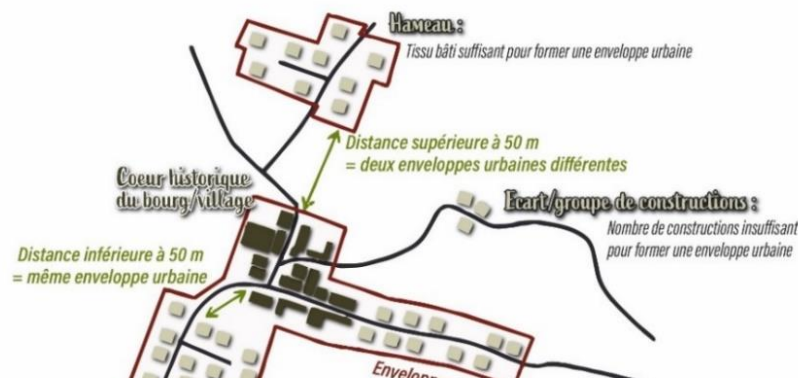 Hameau :
Tissu bâti suffisant pour former une enveloppe urbaine
Distance supérieure à 50 m
= deux enveloppes urbaines différentes
Coeur historique
du bourg/village
Ecart/groupe de constructions :
Nombre de constructions insuffisant
pour former une enveloppe urbaine
Distance inférieure à 50 m
= même enveloppe urbaine